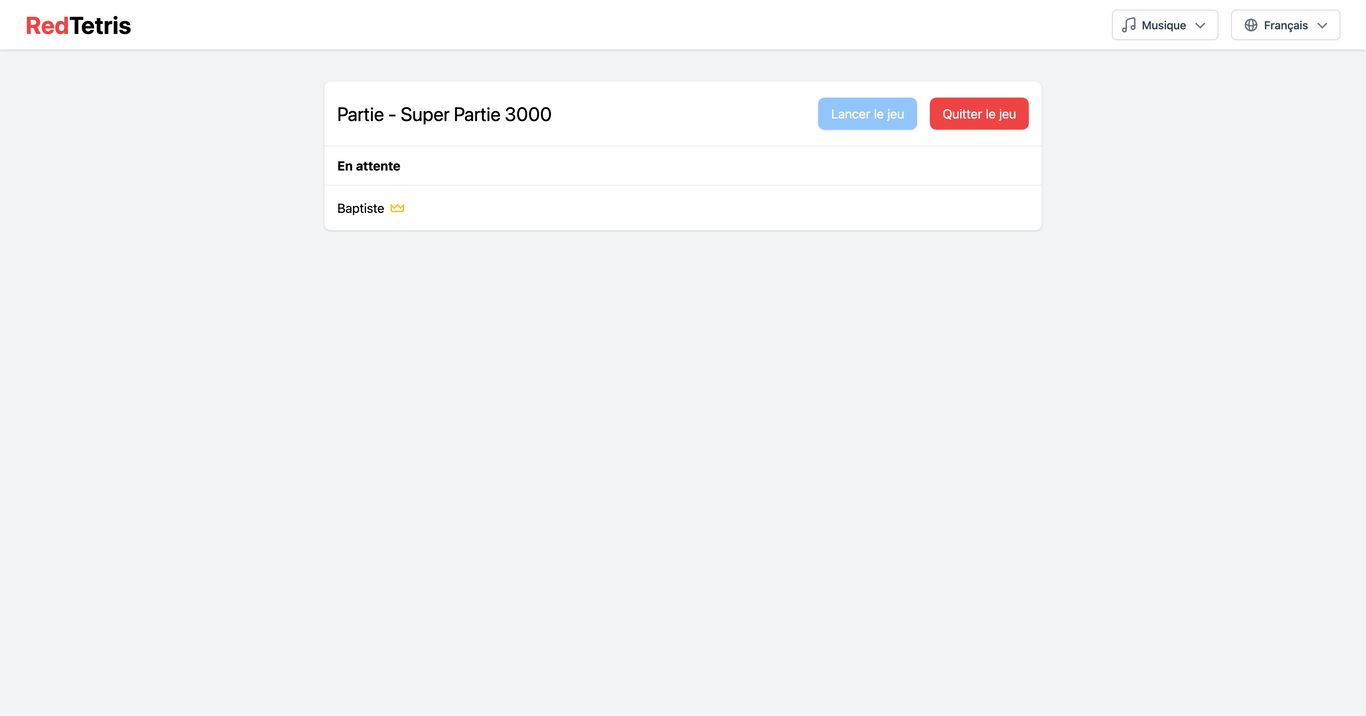 RedTetris
Musique
Français
Partie - Super Partie 3000
Lancer le jeu
Quitter le jeu
En attente
Baptiste